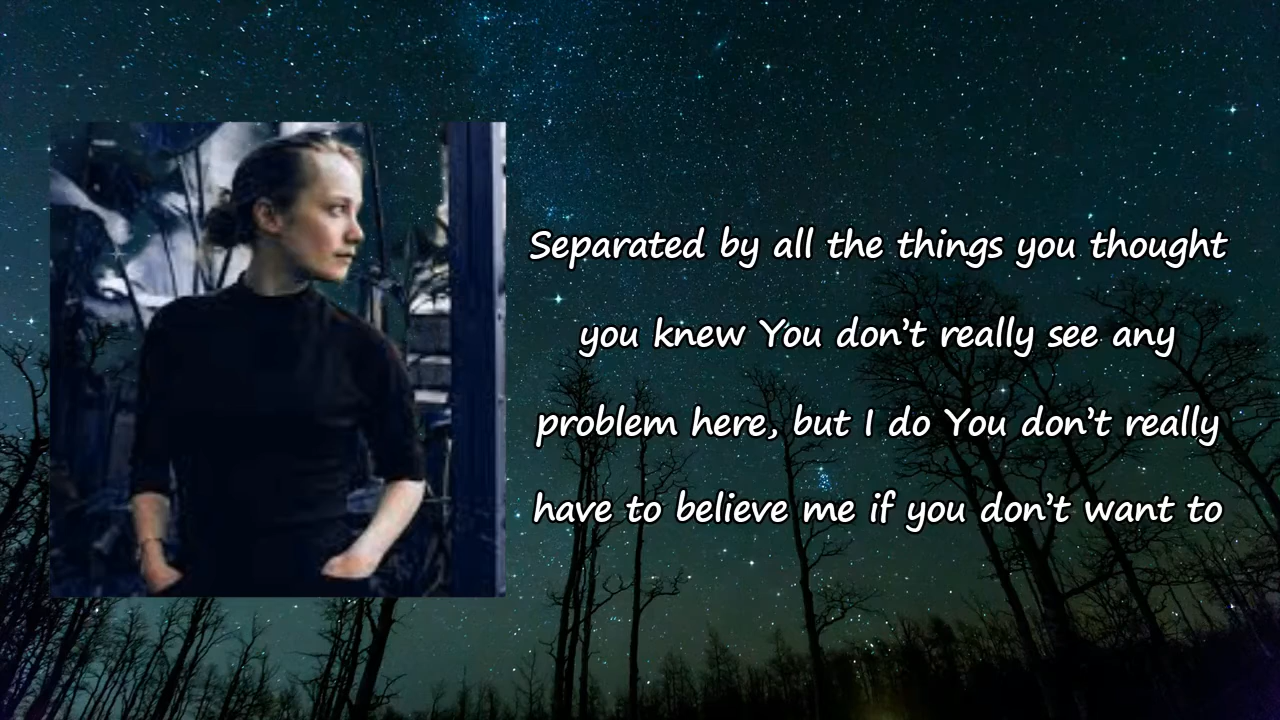 Separated by all the things you thought
you knew You don’t really see any
problem here, but I do You don’t really
have to believe me if you don’t want to